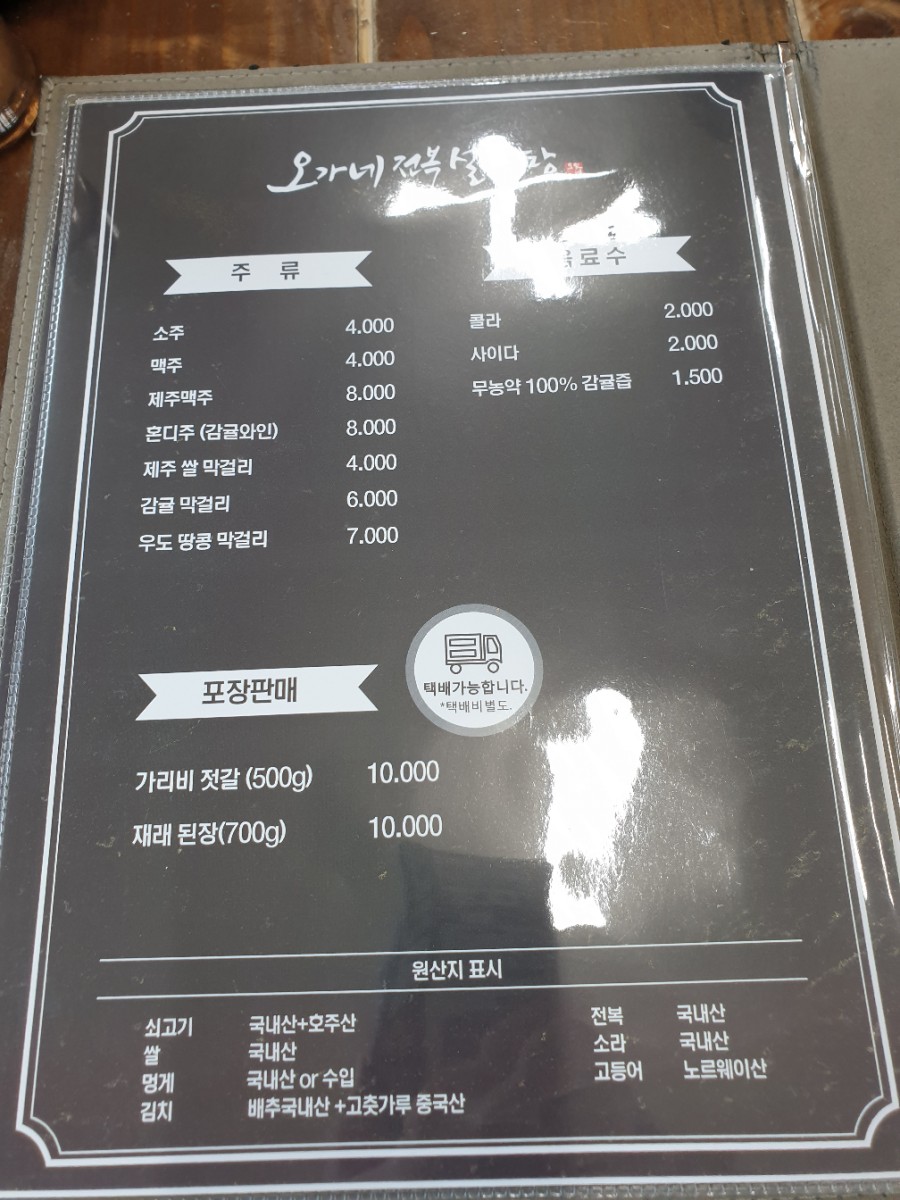 오가네 전복
주 류
소주 4.000
맥주 4.000
제주맥주 8.000
혼디주 (감귤와인) 8.000
제주 쌀 막걸리 4.000
감귤 막걸리 6.000
우도 땅콩 막걸리 7.000
음료수
콜라 2.000
사이다 2.000
무농약 100% 감귤즙 1.500
포장판매
택배가능합니다.
*택배비별도.
가리비 젓갈 (500g) 10.000
재래 된장(700g) 10.000
원산지 표시
쇠고기 국내산+호주산
쌀 국내산
멍게 국내산 or 수입
김치 배추국내산 +고춧가루 중국산
전복 국내산
소라 국내산
고등어 노르웨이산